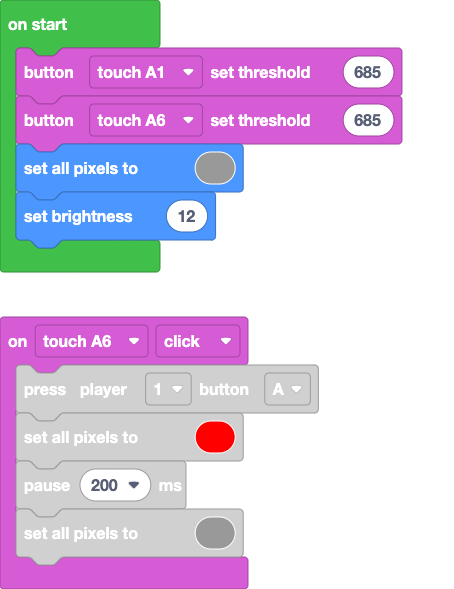 on start
button touch A1 set threshold 685
button touch A6 set threshold 685
set all pixels to
set brightness 12
on touch A6 click
press player 1 button A
set all pixels to
pause 200 ms
set all pixels to